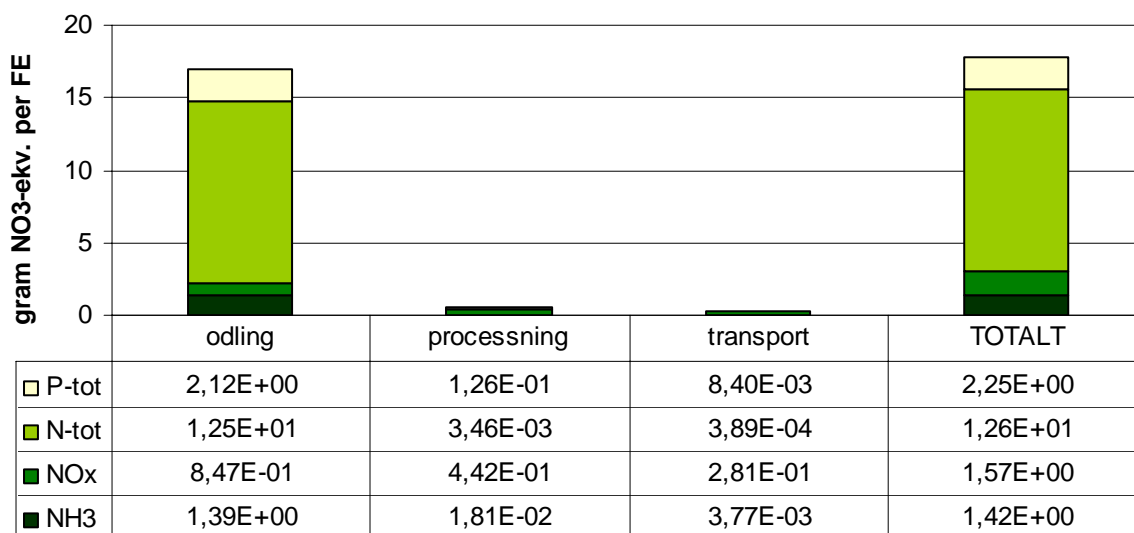 20
15
10
5
0
gram NO3-ekv. per FE
odling processning transport TOTALT
P-tot 2,12E+00 1,26E-01 8,40E-03 2,25E+00
N-tot 1,25E+01 3,46E-03 3,89E-04 1,26E+01
NOx 8,47E-01 4,42E-01 2,81E-01 1,57E+00
NH3 1,39E+00 1,81E-02 3,77E-03 1,42E+00